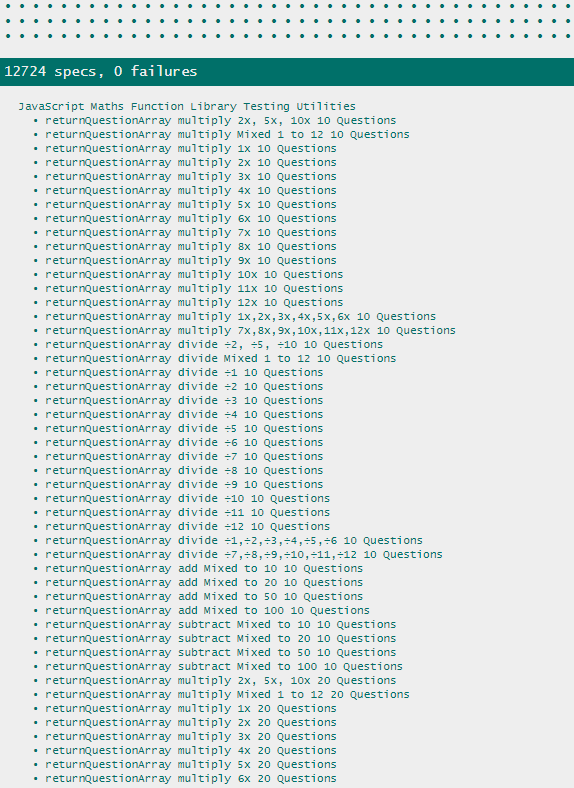 12724 specs, 0 failures
JavaScript Maths Function Library Testing Utilities
• returnQuestionArray multiply 2x, 5x, 10x 10 Questions
• returnQuestionArray multiply Mixed 1 to 12 10 Questions
• returnQuestionArray multiply 1x 10 Questions
• returnQuestionArray multiply 2x 10 Questions
• returnQuestionArray multiply 3x 10 Questions
• returnQuestionArray multiply 4x 10 Questions
• returnQuestionArray multiply 5x 10 Questions
• returnQuestionArray multiply 6x 10 Questions
• returnQuestionArray multiply 7x 10 Questions
• returnQuestionArray multiply 8x 10 Questions
• returnQuestionArray multiply 9x 10 Questions
• returnQuestionArray multiply 10x 10 Questions
• returnQuestionArray multiply 11x 10 Questions
• returnQuestionArray multiply 12x 10 Questions
• returnQuestionArray multiply 1x,2x,3x,4x,5x,6x 10 Questions
• returnQuestionArray multiply 7x,8x,9x,10x,11x,12x 10 Questions
• returnQuestionArray divide ÷2, ÷5, ÷10 10 Questions
• returnQuestionArray divide Mixed 1 to 12 10 Questions
• returnQuestionArray divide ÷1 10 Questions
• returnQuestionArray divide ÷2 10 Questions
• returnQuestionArray divide ÷3 10 Questions
• returnQuestionArray divide ÷4 10 Questions
• returnQuestionArray divide ÷5 10 Questions
• returnQuestionArray divide ÷6 10 Questions
• returnQuestionArray divide ÷7 10 Questions
• returnQuestionArray divide ÷8 10 Questions
• returnQuestionArray divide ÷9 10 Questions
• returnQuestionArray divide ÷10 10 Questions
• returnQuestionArray divide ÷11 10 Questions
• returnQuestionArray divide ÷12 10 Questions
• returnQuestionArray divide ÷1,÷2,÷3,÷4,÷5,÷6 10 Questions
• returnQuestionArray divide ÷7,÷8,÷9,÷10,÷11,÷12 10 Questions
• returnQuestionArray add Mixed to 10 10 Questions
• returnQuestionArray add Mixed to 20 10 Questions
• returnQuestionArray add Mixed to 50 10 Questions
• returnQuestionArray add Mixed to 100 10 Questions
• returnQuestionArray subtract Mixed to 10 10 Questions
• returnQuestionArray subtract Mixed to 20 10 Questions
• returnQuestionArray subtract Mixed to 50 10 Questions
• returnQuestionArray subtract Mixed to 100 10 Questions
• returnQuestionArray multiply 2x, 5x, 10x 20 Questions
• returnQuestionArray multiply Mixed 1 to 12 20 Questions
• returnQuestionArray multiply 1x 20 Questions
• returnQuestionArray multiply 2x 20 Questions
• returnQuestionArray multiply 3x 20 Questions
• returnQuestionArray multiply 4x 20 Questions
• returnQuestionArray multiply 5x 20 Questions
• returnQuestionArray multiply 6x 20 Questions